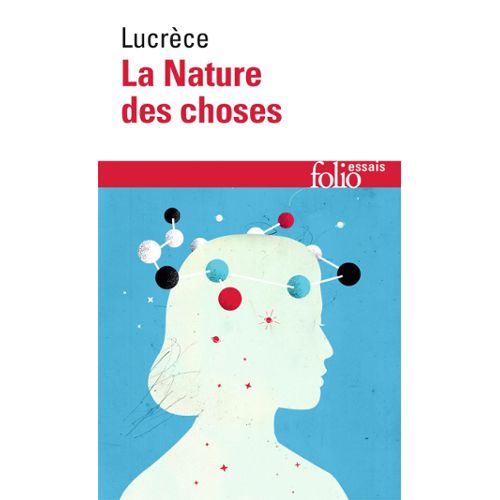 Lucrèce
La Nature
des choses
essais
folio